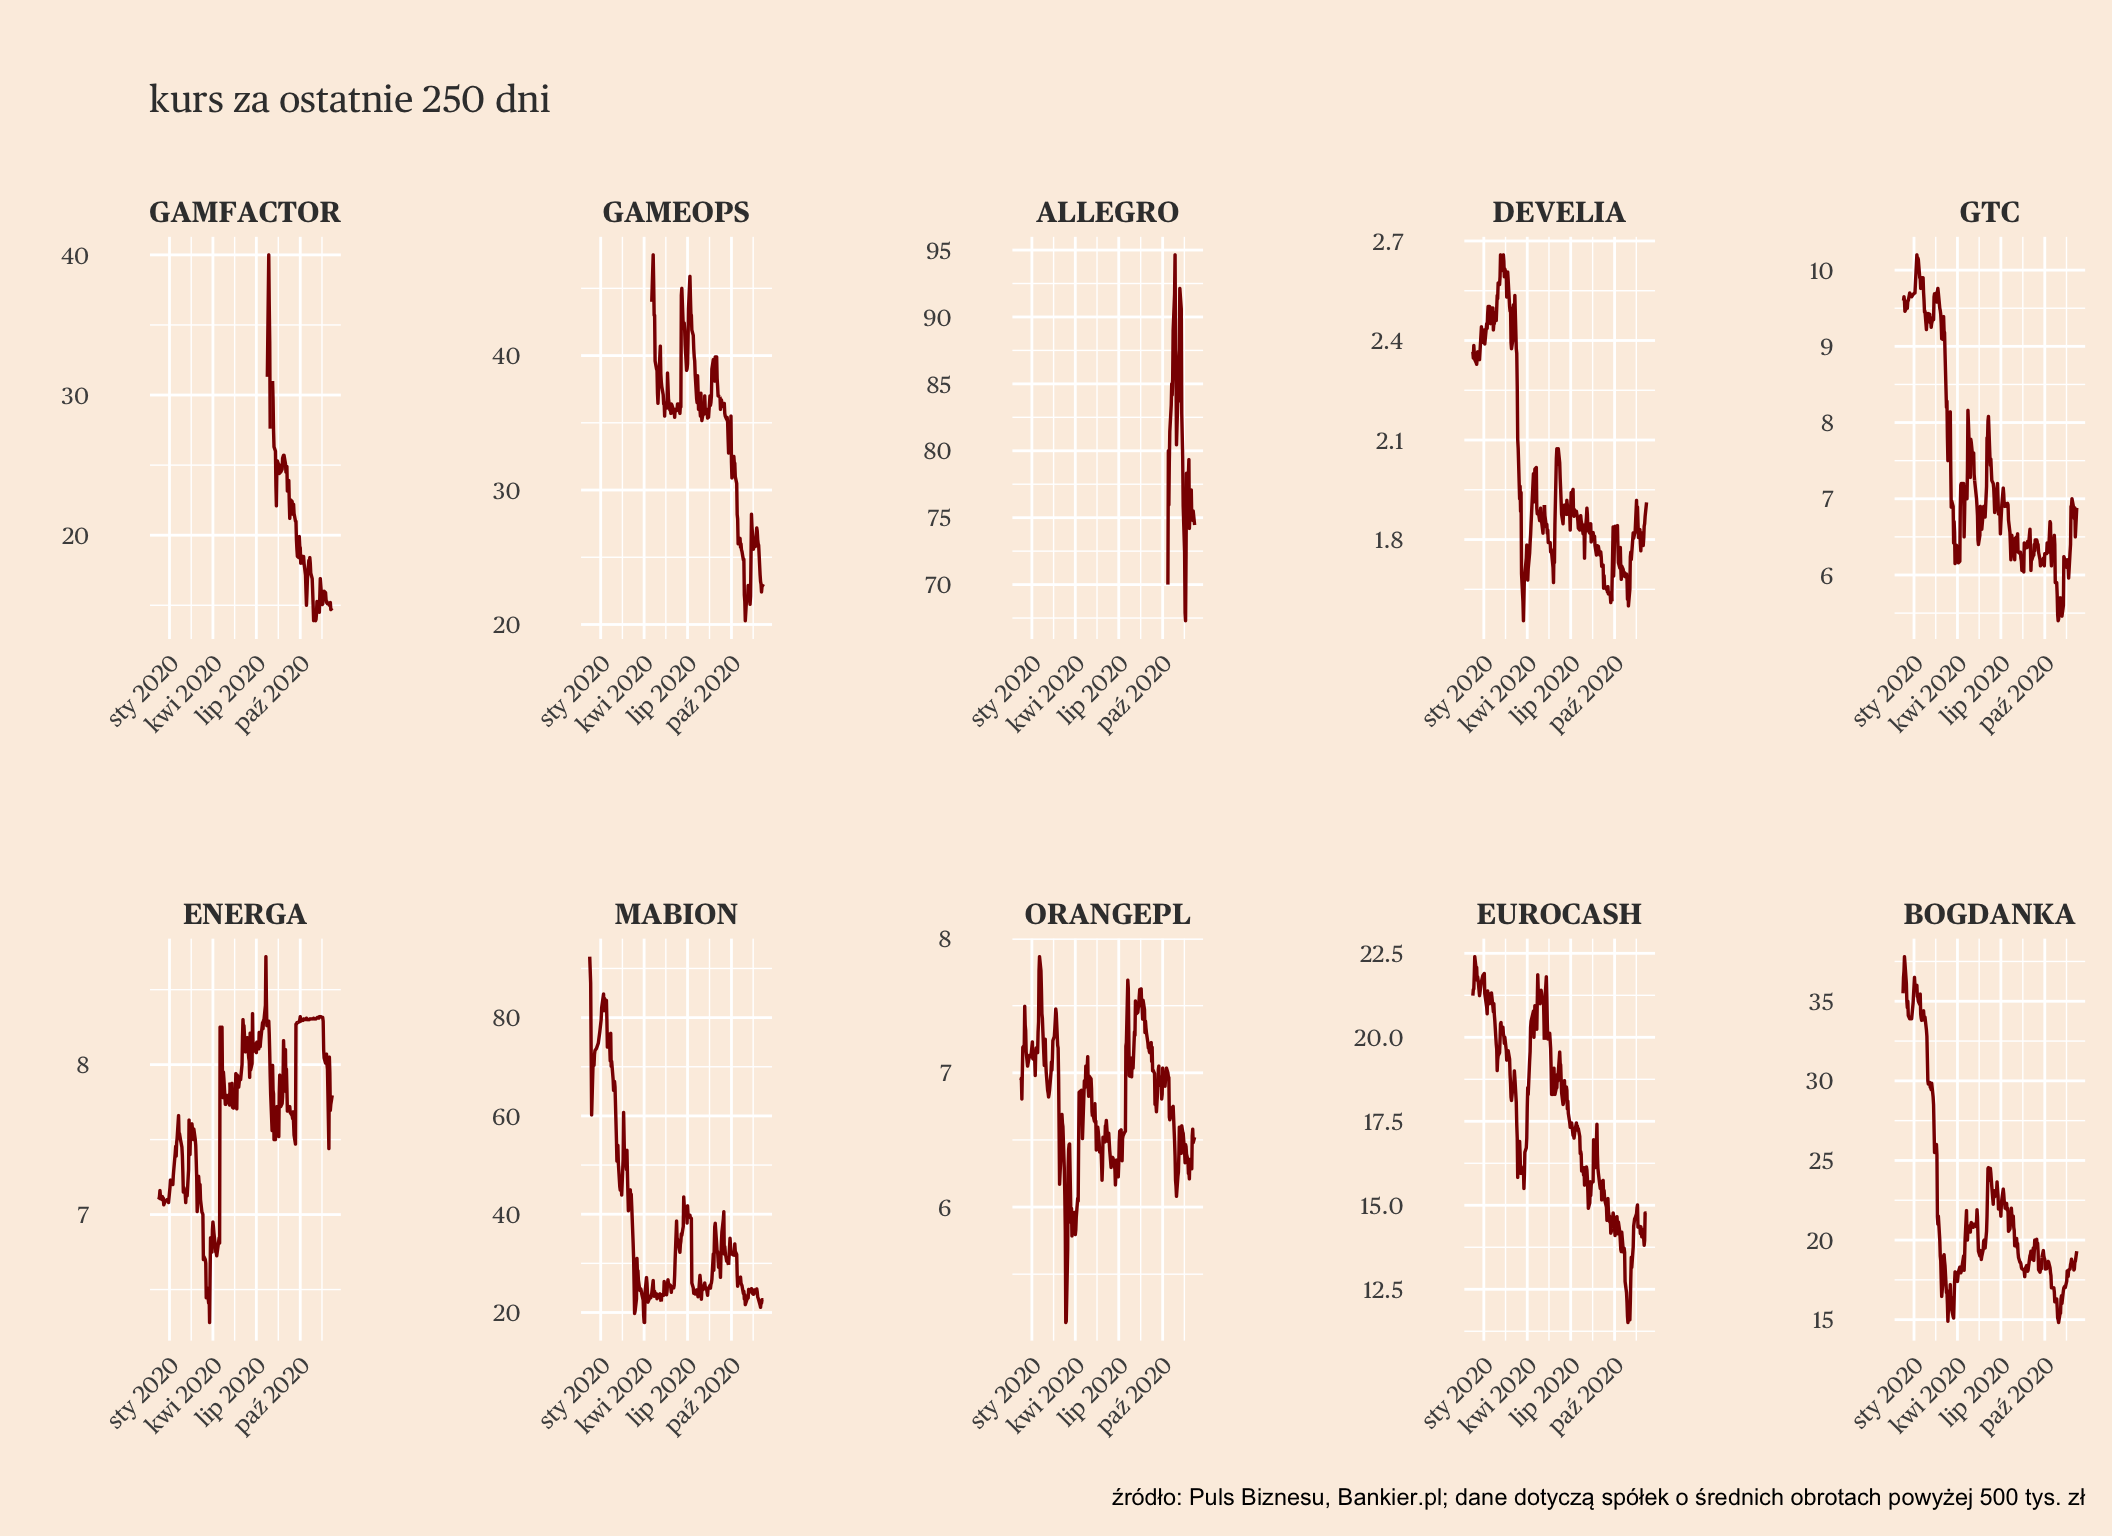 kurs za ostatnie 250 dni
GAMFACTOR
40
30
20
sty 2020
kwi 2020
lip 2020
paź 2020
GAMEOPS
40
30
20
sty 2020
kwi 2020
lip 2020
paź 2020
ALLEGRO
95
90
85
80
75
70
sty 2020
kwi 2020
lip 2020
paź 2020
DEVELIA
2.7
2.4
2.1
1.8
sty 2020
kwi 2020
lip 2020
paź 2020
GTC
10
9
8
7
6
sty 2020
kwi 2020
lip 2020
paź 2020
ENERGA
8
7
sty 2020
kwi 2020
lip 2020
paź 2020
MABION
80
60
40
20
sty 2020
kwi 2020
lip 2020
paź 2020
ORANGEPL
8
7
6
sty 2020
kwi 2020
lip 2020
paź 2020
EUROCASH
22.5
20.0
17.5
15.0
12.5
sty 2020
kwi 2020
lip 2020
paź 2020
BOGDANKA
35
30
25
20
15
sty 2020
kwi 2020
lip 2020
paź 2020
źródło: Puls Biznesu, Bankier.pl; dane dotyczą spółek o średnich obrotach powyżej 500 tys. zł